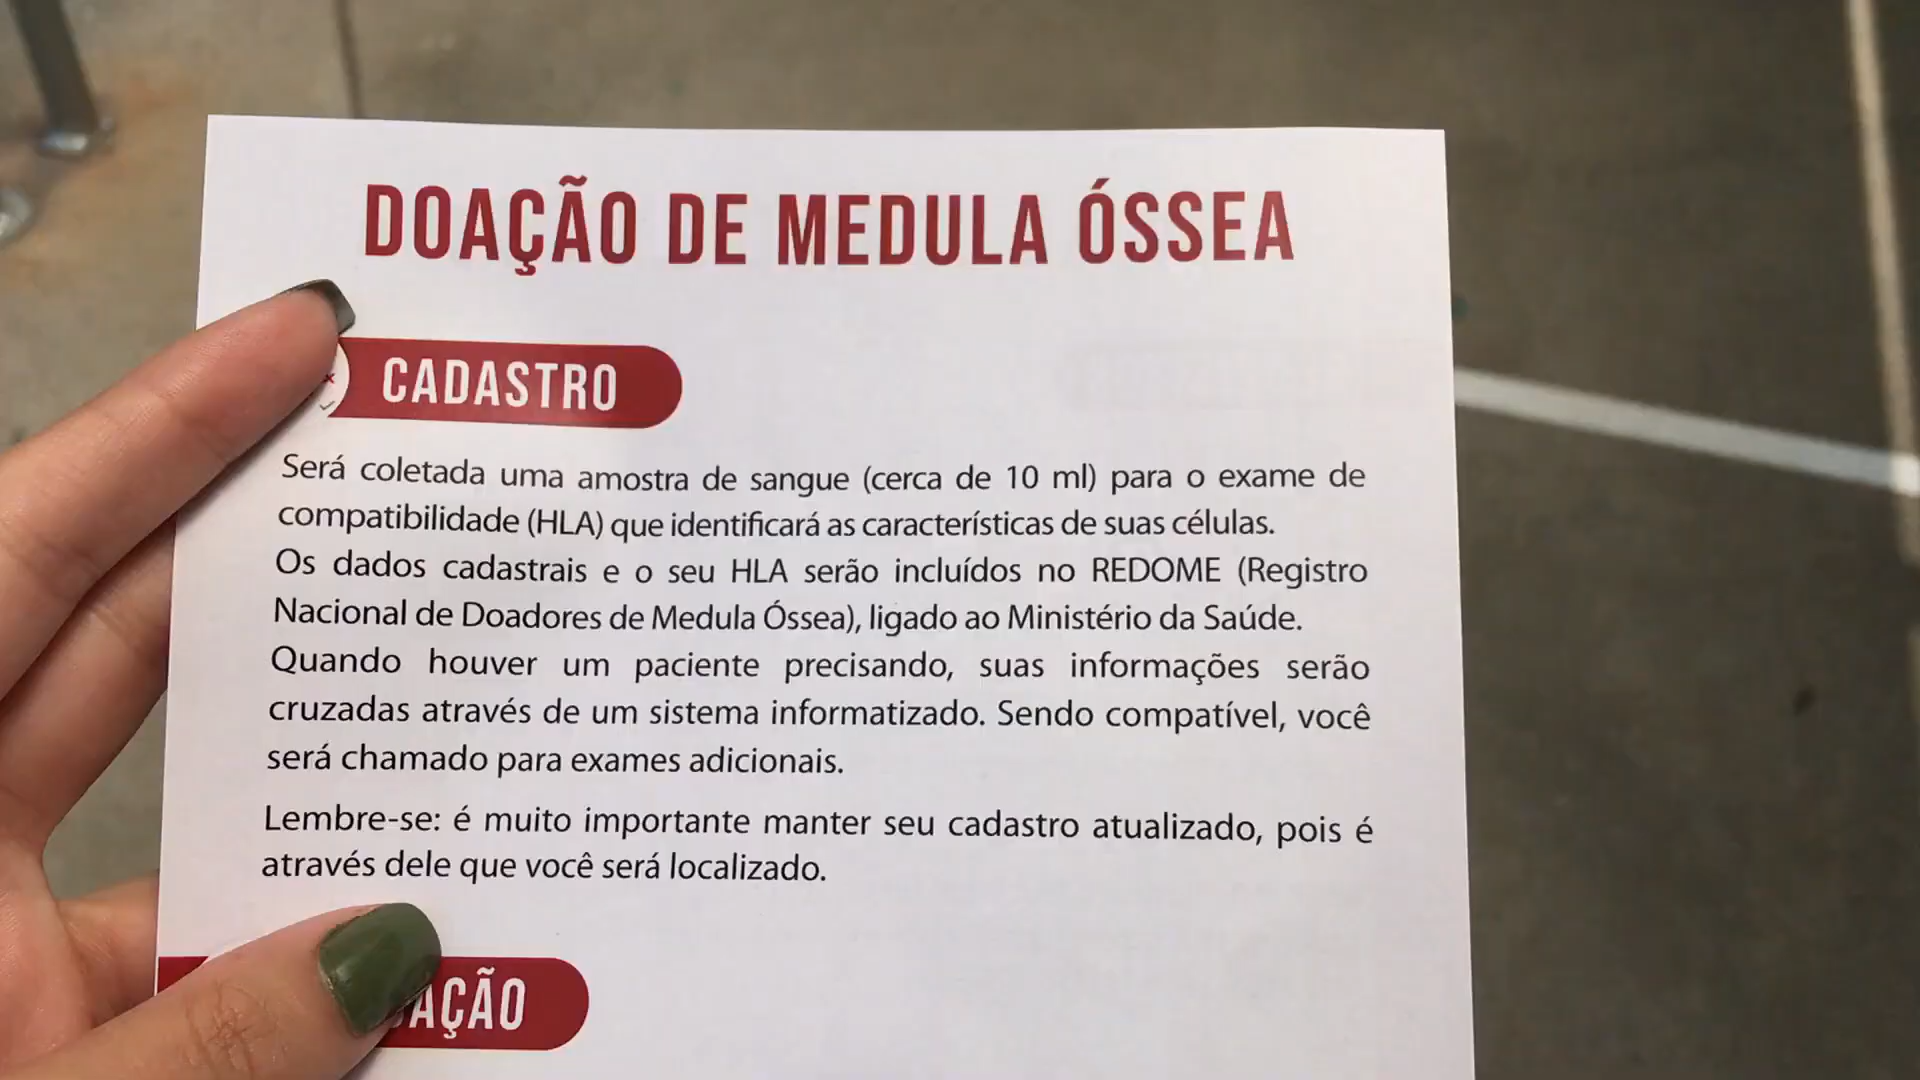 DOAÇÃO DE MEDULA ÓSSEA
CADASTRO
Será coletada uma amostra de sangue (cerca de 10 ml) para o exame de
compatibilidade (HLA) que identificará as características de suas células.
Os dados cadastrais e o seu HLA serão incluídos no REDOME (Registro
Nacional de Doadores de Medula Óssea), ligado ao Ministério da Saúde.
Quando houver um paciente precisando, suas informações serão
cruzadas através de um sistema informatizado. Sendo compatível, você
será chamado para exames adicionais.
Lembre-se: é muito importante manter seu cadastro atualizado, pois é
através dele que você será localizado.